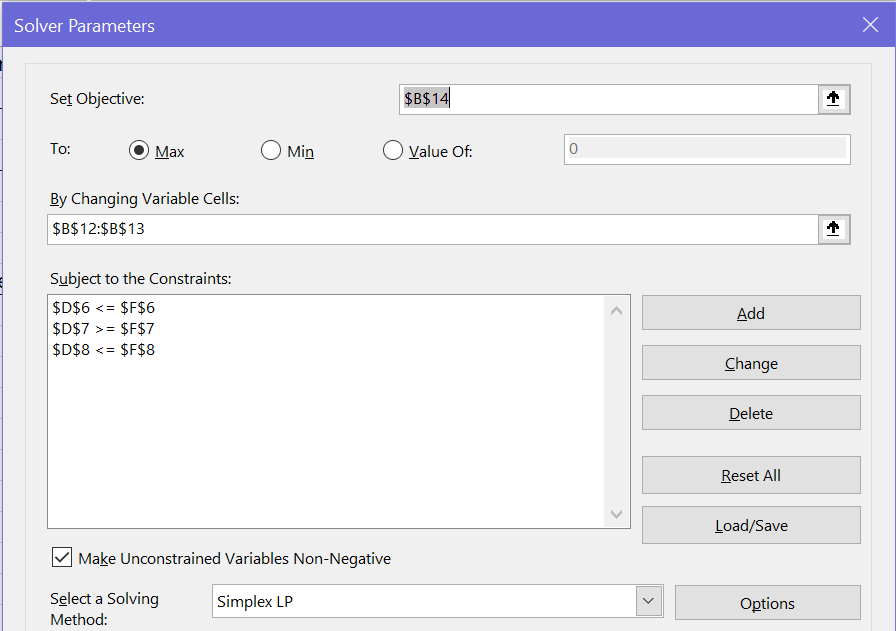 Solver Parameters
Set Objective:
$B$14
To:
Max
Min
Value Of:
0
By Changing Variable Cells:
$B$12:$B$13
Subject to the Constraints:
$D$6 <= $F$6
$D$7 >= $F$7
$D$8 <= $F$8
Add
Change
Delete
Reset All
Load/Save
Make Unconstrained Variables Non-Negative
Select a Solving
Method:
Simplex LP
Options